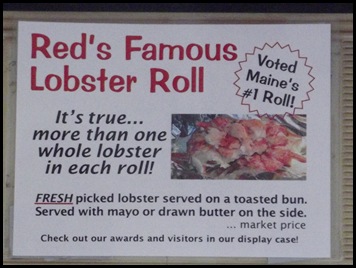 Red's Famous
Lobster Roll
Voted
Maine's
#1 Roll!
It's true...
more than one
whole lobster
in each roll!
FRESH picked lobster served on a toasted bun.
Served with mayo or drawn butter on the side.
... market price
Check out our awards and visitors in our display case!